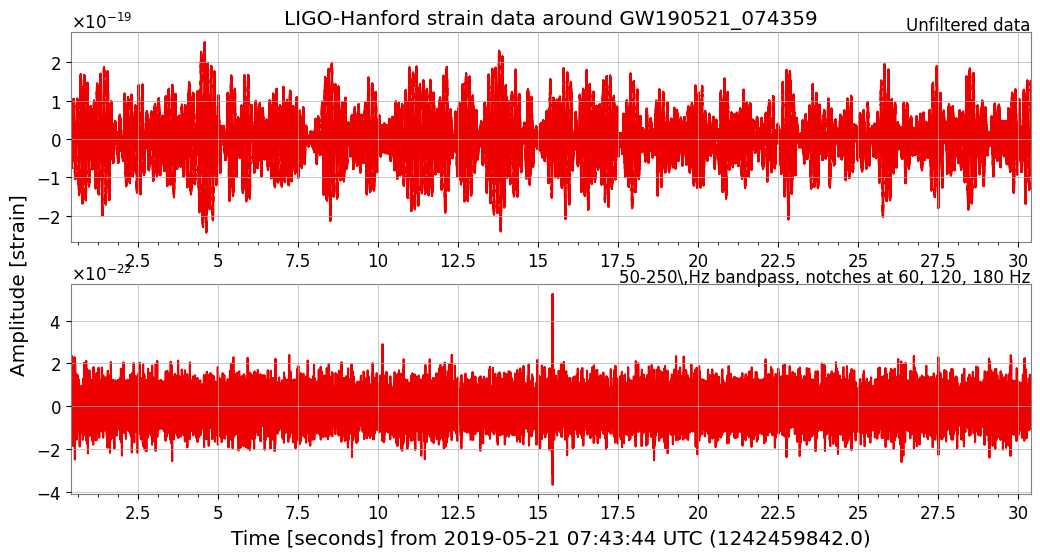 LIGO-Hanford strain data around GW190521_074359
×10⁻¹⁹
Unfiltered data
2
1
0
−1
−2
2.5 5 7.5 10 12.5 15 17.5 20 22.5 25 27.5 30
×10⁻²²
50-250\,Hz bandpass, notches at 60, 120, 180 Hz
4
2
0
−2
−4
2.5 5 7.5 10 12.5 15 17.5 20 22.5 25 27.5 30
Amplitude [strain]
Time [seconds] from 2019-05-21 07:43:44 UTC (1242459842.0)